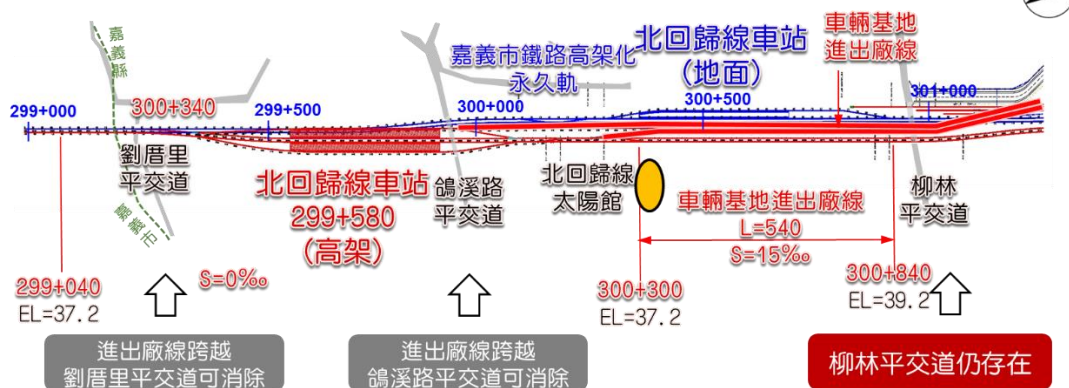 嘉義縣
嘉義市
299+000
300+340
299+500
嘉義市鐵路高架化
永久軌
300+000
北回歸線車站
(地面)
300+500
車輛基地
進出廠線
301+000
劉厝里
平交道
北回歸線車站
299+580
(高架)
鴿溪路
平交道
北回歸線
太陽館
車輛基地進出廠線
L=540
S=15‰
柳林
平交道
299+040
EL=37.2
S=0‰
300+300
EL=37.2
300+840
EL=39.2
進出廠線跨越
劉厝里平交道可消除
進出廠線跨越
鴿溪路平交道可消除
柳林平交道仍存在